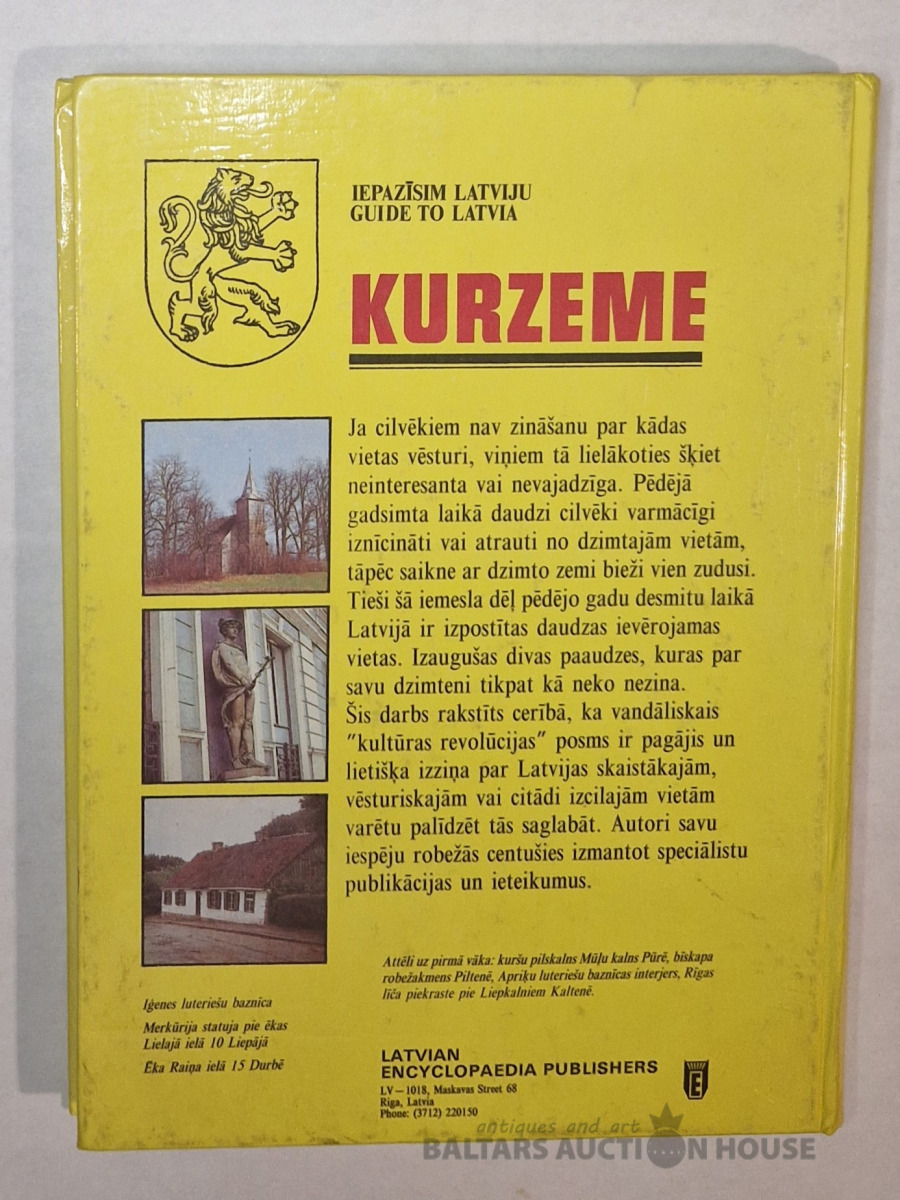 IEPAZĪSIM LATVIJU
GUIDE TO LATVIA
KURZEME
Ja cilvēkiem nav zināšanu par kādas
vietas vēsturi, viņiem tā lielākoties šķiet
neinteresanta vai nevajadzīga. Pēdējā
gadsimta laikā daudzi cilvēki varmācīgi
iznīcināti vai atrauti no dzimtajām vietām,
tāpēc saikne ar dzimto zemi bieži vien zudusi.
Tieši šā iemesla dēļ pēdējo gadu desmitu laikā
Latvijā ir izpostītas daudzas ievērojamas
vietas. Izaugušas divas paaudzes, kuras par
savu dzimteni tikpat kā neko nezina.
Šis darbs rakstīts cerībā, ka vandāliskais
"kultūras revolūcijas" posms ir pagājis un
lietišķa izziņa par Latvijas skaistākajām,
vēsturiskajām vai citādi izcilajām vietām
varētu palīdzēt tās saglabāt. Autori savu
iespēju robežās centušies izmantot speciālistu
publikācijas un ieteikumus.
Attēli uz pirmā vāka: kuršu pilskalns Mūļu kalns Pūrē, bīskapa
robežakmens Piltenē, Apriķu luteriešu baznīcas interjers, Rīgas
līča piekraste pie Liepkalniem Kaltenē.
Iģenes luteriešu baznīca
Merkūrija statuja pie ēkas
Lielajā ielā 10 Liepājā
Ēka Raiņa ielā 15 Durbē
LATVIAN
ENCYCLOPAEDIA PUBLISHERS
LV — 1018, Maskavas Street 68
Riga, Latvia
Phone: (3712) 220150
E
antiques and art
BALTARS AUCTION HOUSE